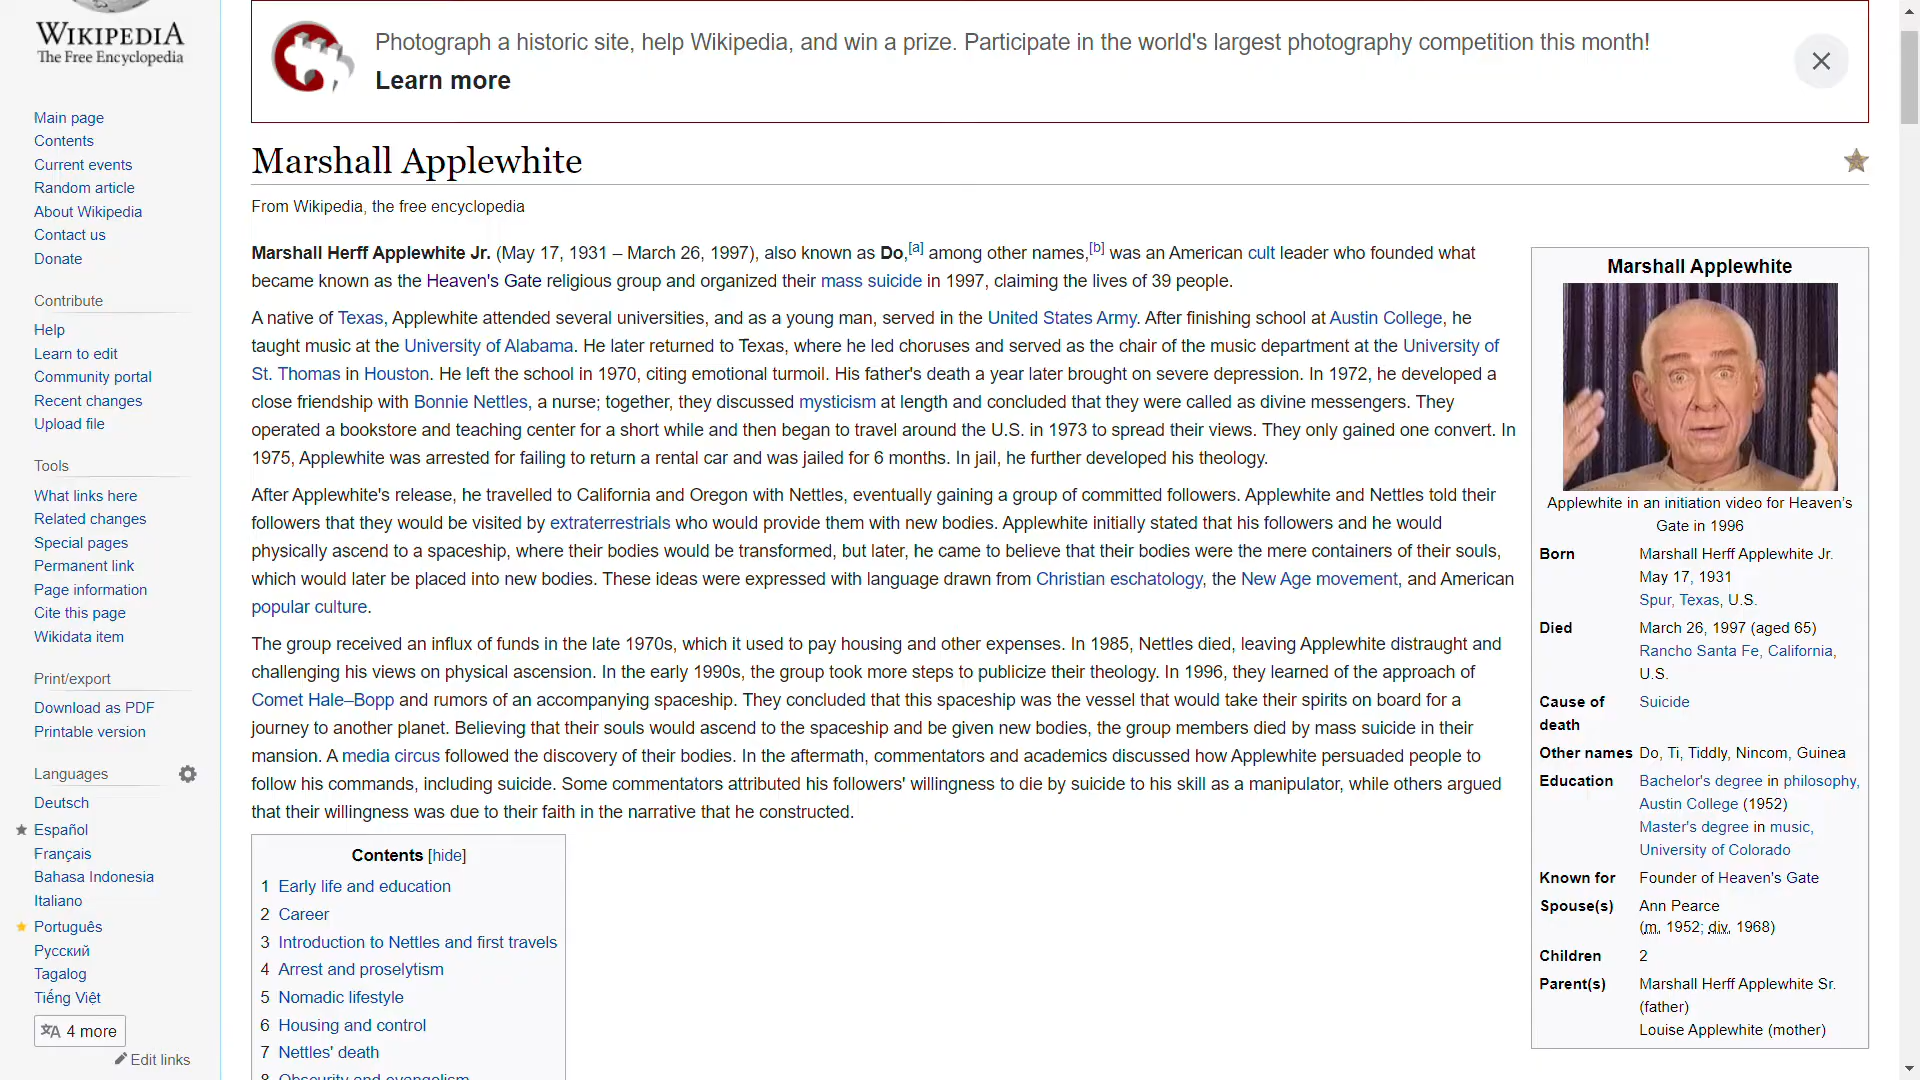 WIKIPEDIA
The Free Encyclopedia
Main page
Contents
Current events
Random article
About Wikipedia
Contact us
Donate
Contribute
Help
Learn to edit
Community portal
Recent changes
Upload file
Tools
What links here
Related changes
Special pages
Permanent link
Page information
Cite this page
Wikidata item
Print/export
Download as PDF
Printable version
Languages
Deutsch
Español
Français
Bahasa Indonesia
Italiano
Português
Русский
Tagalog
Tiếng Việt
文A 4 more
Edit links
Photograph a historic site, help Wikipedia, and win a prize. Participate in the world's largest photography competition this month!
Learn more
Marshall Applewhite
From Wikipedia, the free encyclopedia
Marshall Herff Applewhite Jr. (May 17, 1931 – March 26, 1997), also known as Do,[a] among other names,[b] was an American cult leader who founded what
became known as the Heaven's Gate religious group and organized their mass suicide in 1997, claiming the lives of 39 people.
A native of Texas, Applewhite attended several universities, and as a young man, served in the United States Army. After finishing school at Austin College, he
taught music at the University of Alabama. He later returned to Texas, where he led choruses and served as the chair of the music department at the University of
St. Thomas in Houston. He left the school in 1970, citing emotional turmoil. His father's death a year later brought on severe depression. In 1972, he developed a
close friendship with Bonnie Nettles, a nurse; together, they discussed mysticism at length and concluded that they were called as divine messengers. They
operated a bookstore and teaching center for a short while and then began to travel around the U.S. in 1973 to spread their views. They only gained one convert. In
1975, Applewhite was arrested for failing to return a rental car and was jailed for 6 months. In jail, he further developed his theology.
After Applewhite's release, he travelled to California and Oregon with Nettles, eventually gaining a group of committed followers. Applewhite and Nettles told their
followers that they would be visited by extraterrestrials who would provide them with new bodies. Applewhite initially stated that his followers and he would
physically ascend to a spaceship, where their bodies would be transformed, but later, he came to believe that their bodies were the mere containers of their souls,
which would later be placed into new bodies. These ideas were expressed with language drawn from Christian eschatology, the New Age movement, and American
popular culture.
The group received an influx of funds in the late 1970s, which it used to pay housing and other expenses. In 1985, Nettles died, leaving Applewhite distraught and
challenging his views on physical ascension. In the early 1990s, the group took more steps to publicize their theology. In 1996, they learned of the approach of
Comet Hale–Bopp and rumors of an accompanying spaceship. They concluded that this spaceship was the vessel that would take their spirits on board for a
journey to another planet. Believing that their souls would ascend to the spaceship and be given new bodies, the group members died by mass suicide in their
mansion. A media circus followed the discovery of their bodies. In the aftermath, commentators and academics discussed how Applewhite persuaded people to
follow his commands, including suicide. Some commentators attributed his followers' willingness to die by suicide to his skill as a manipulator, while others argued
that their willingness was due to their faith in the narrative that he constructed.
Contents [hide]
1 Early life and education
2 Career
3 Introduction to Nettles and first travels
4 Arrest and proselytism
5 Nomadic lifestyle
6 Housing and control
7 Nettles' death
8 Obscurity and evangelism
Marshall Applewhite
Applewhite in an initiation video for Heaven's
Gate in 1996
Born Marshall Herff Applewhite Jr.
May 17, 1931
Spur, Texas, U.S.
Died March 26, 1997 (aged 65)
Rancho Santa Fe, California,
U.S.
Cause of Suicide
death
Other names Do, Ti, Tiddly, Nincom, Guinea
Education Bachelor's degree in philosophy,
Austin College (1952)
Master's degree in music,
University of Colorado
Known for Founder of Heaven's Gate
Spouse(s) Ann Pearce
(m. 1952; div. 1968)
Children 2
Parent(s) Marshall Herff Applewhite Sr.
(father)
Louise Applewhite (mother)